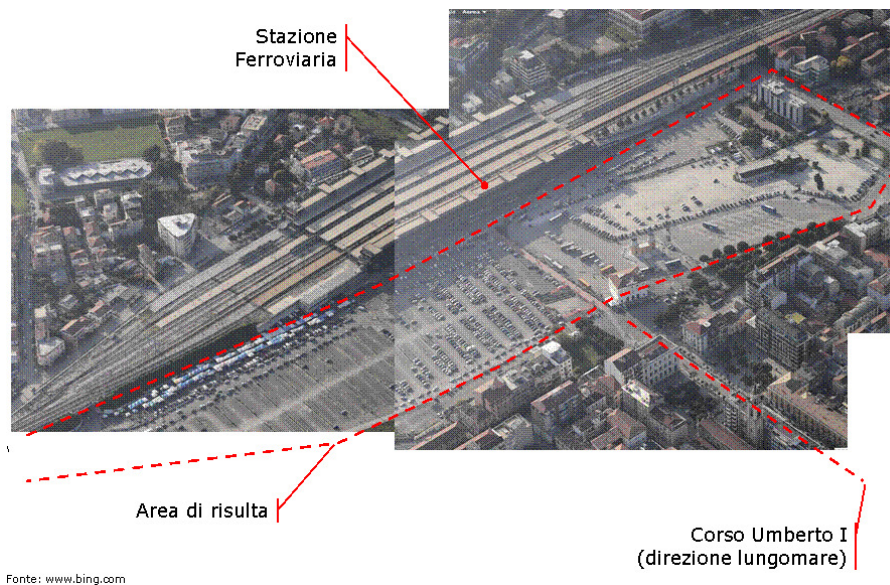 Stazione
Ferroviaria
Area di risulta
Corso Umberto I
(direzione lungomare)
Fonte: www.bing.com